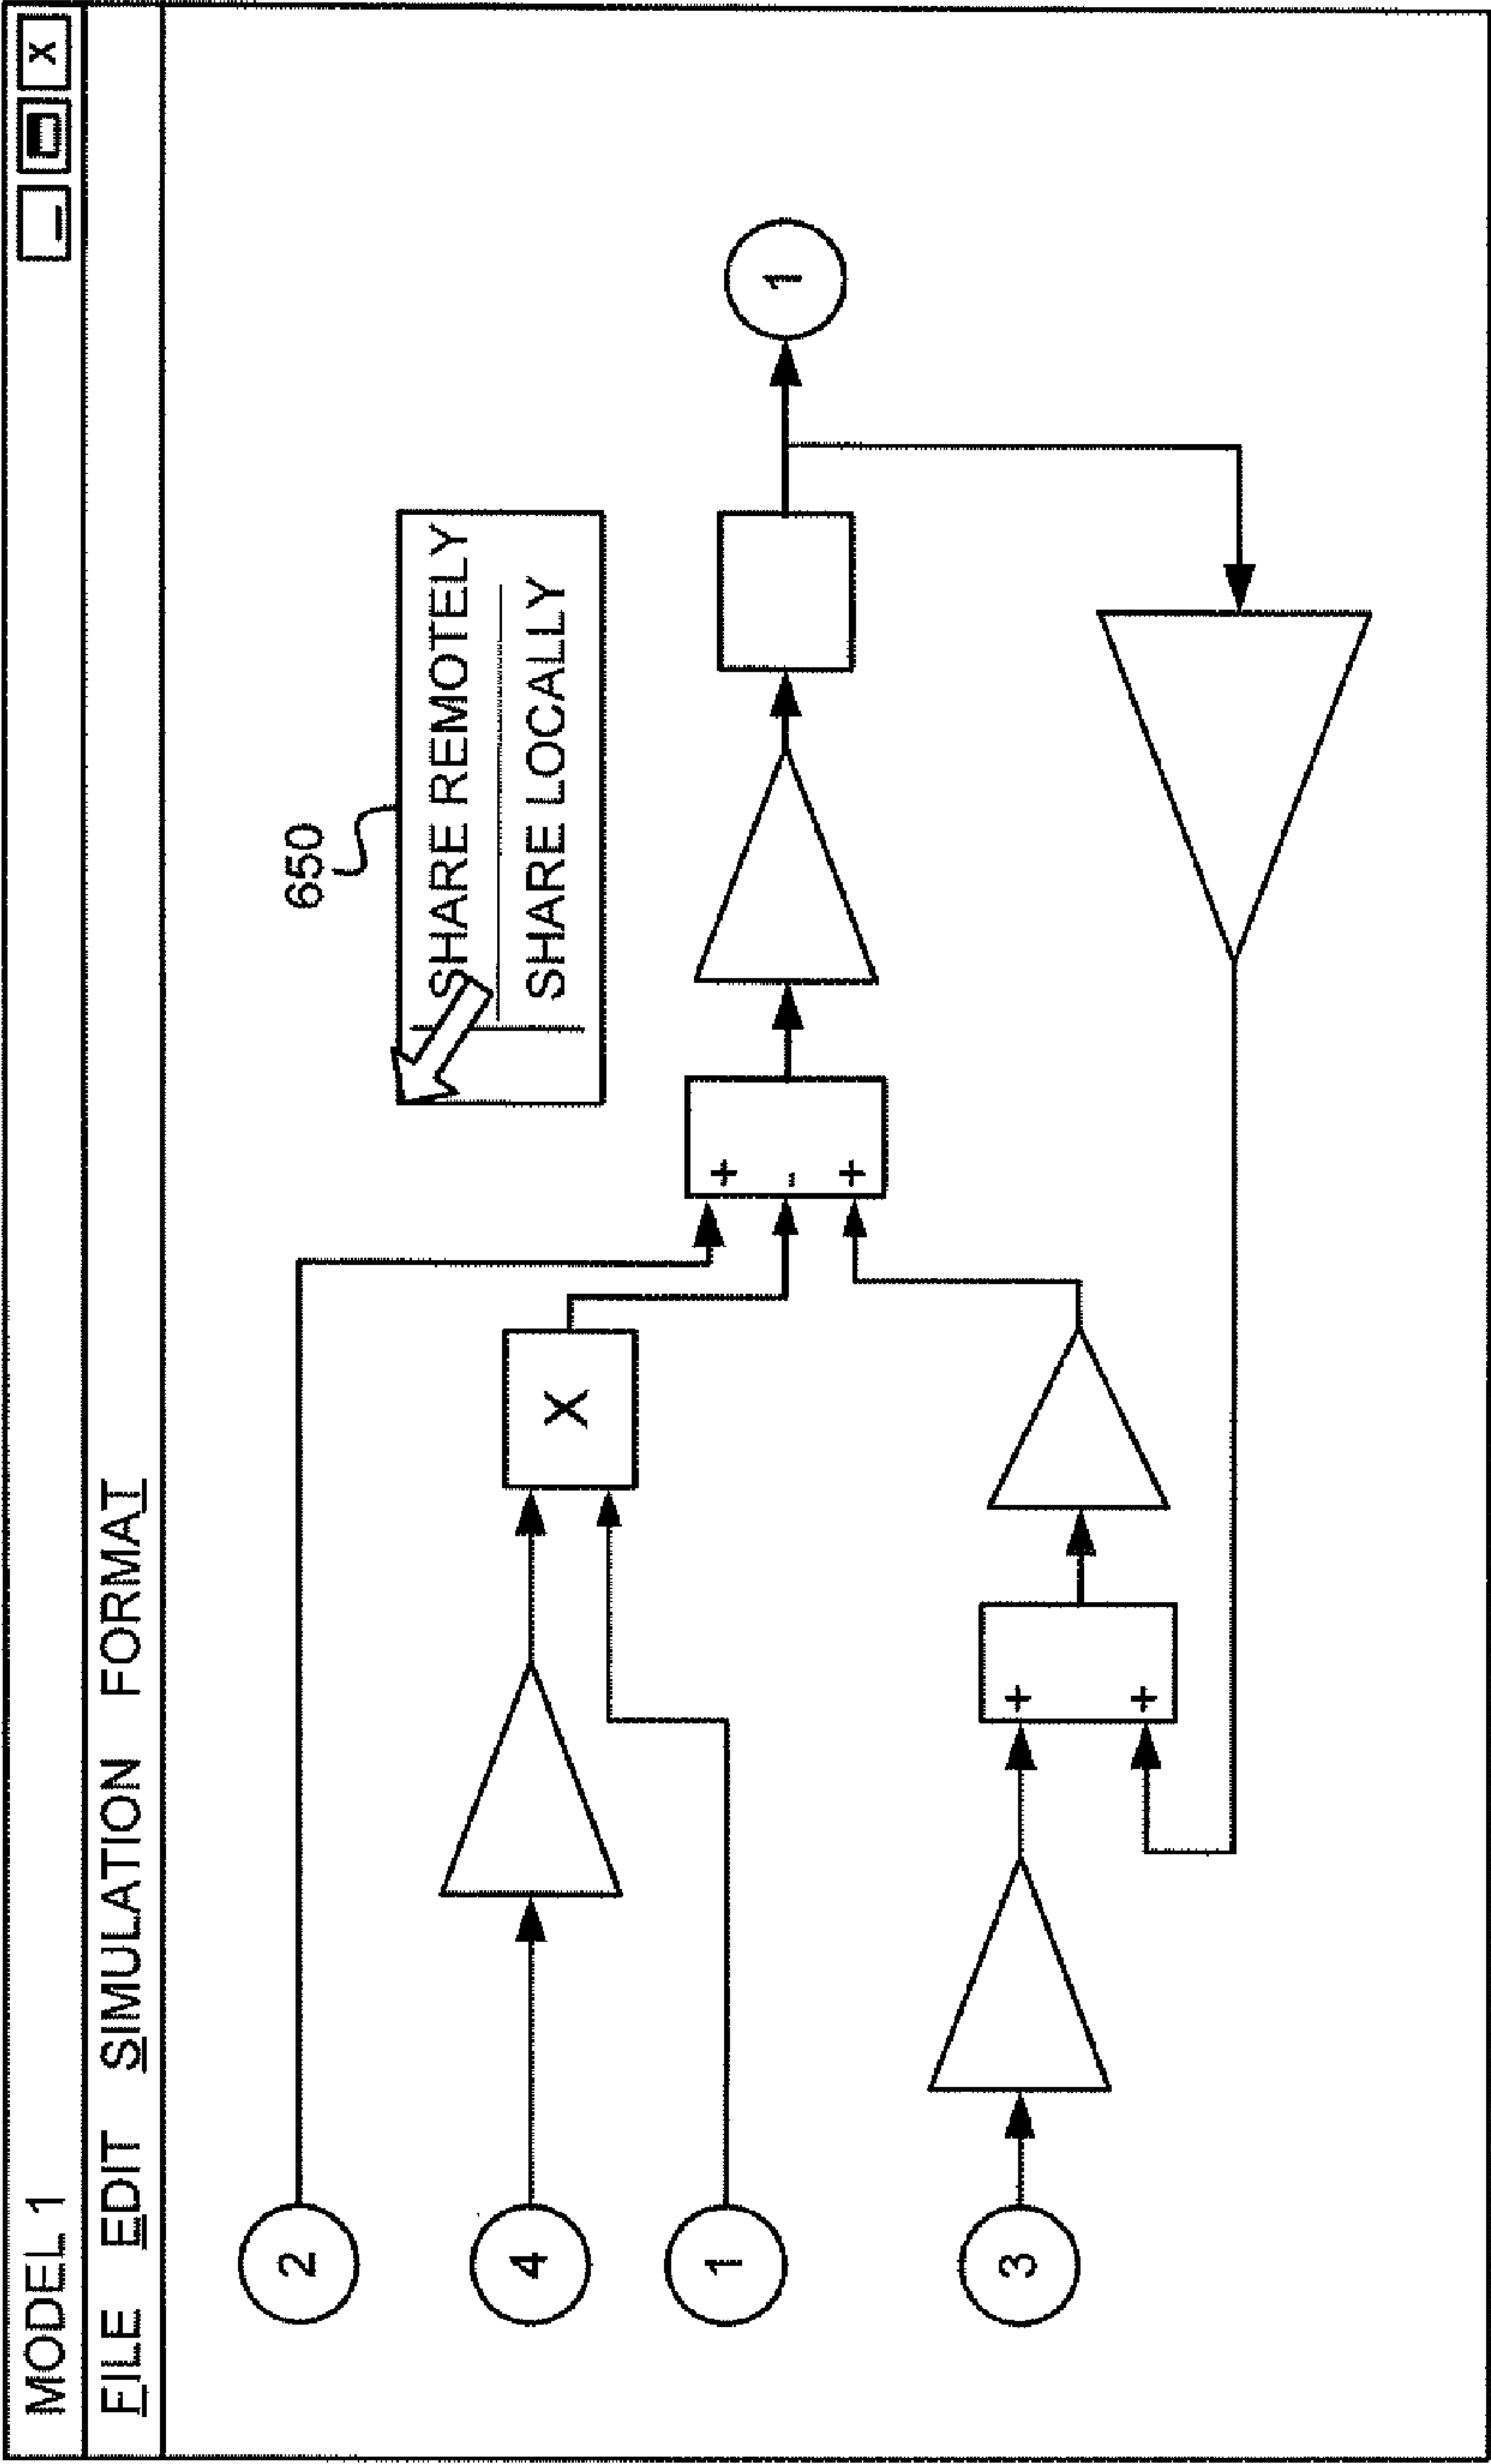 MODEL 1
_ X
FILE EDIT SIMULATION FORMAT
650
SHARE REMOTELY
SHARE LOCALLY
2
4
1
3
X
+
-
+
+
+
1